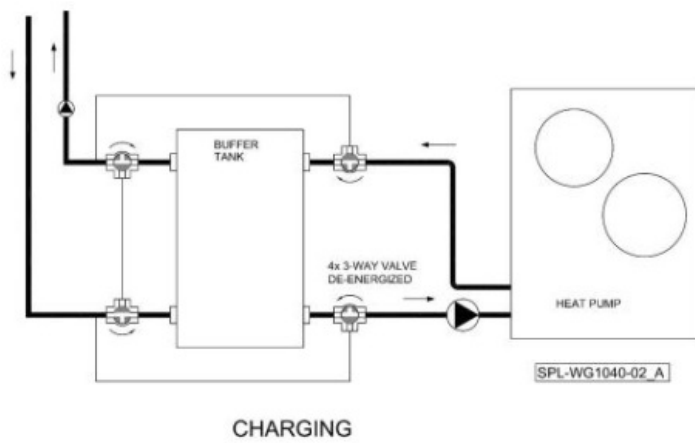 BUFFER
TANK
4x 3-WAY VALVE
DE-ENERGIZED
HEAT PUMP
SPL-WG1040-02_A
CHARGING